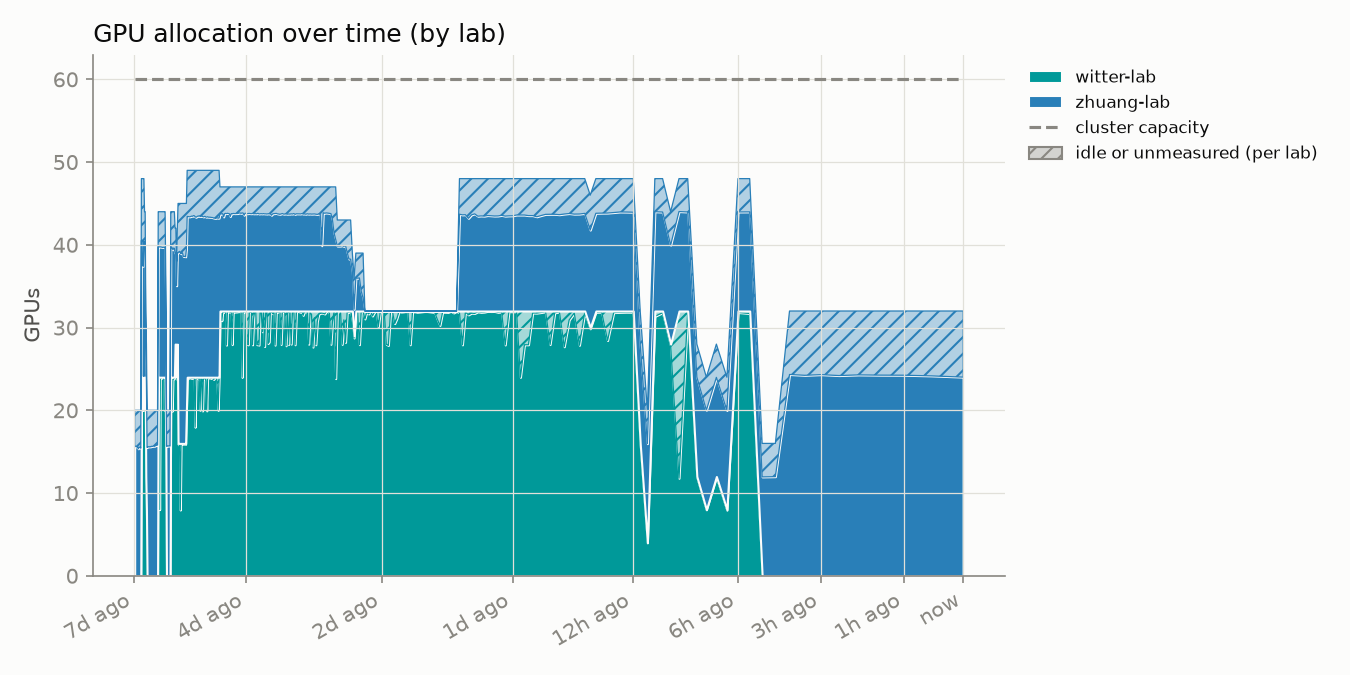 GPU allocation over time (by lab)
GPUs
60
50
40
30
20
10
0
7d ago
4d ago
2d ago
1d ago
12h ago
6h ago
3h ago
1h ago
now
witter-lab
zhuang-lab
cluster capacity
idle or unmeasured (per lab)